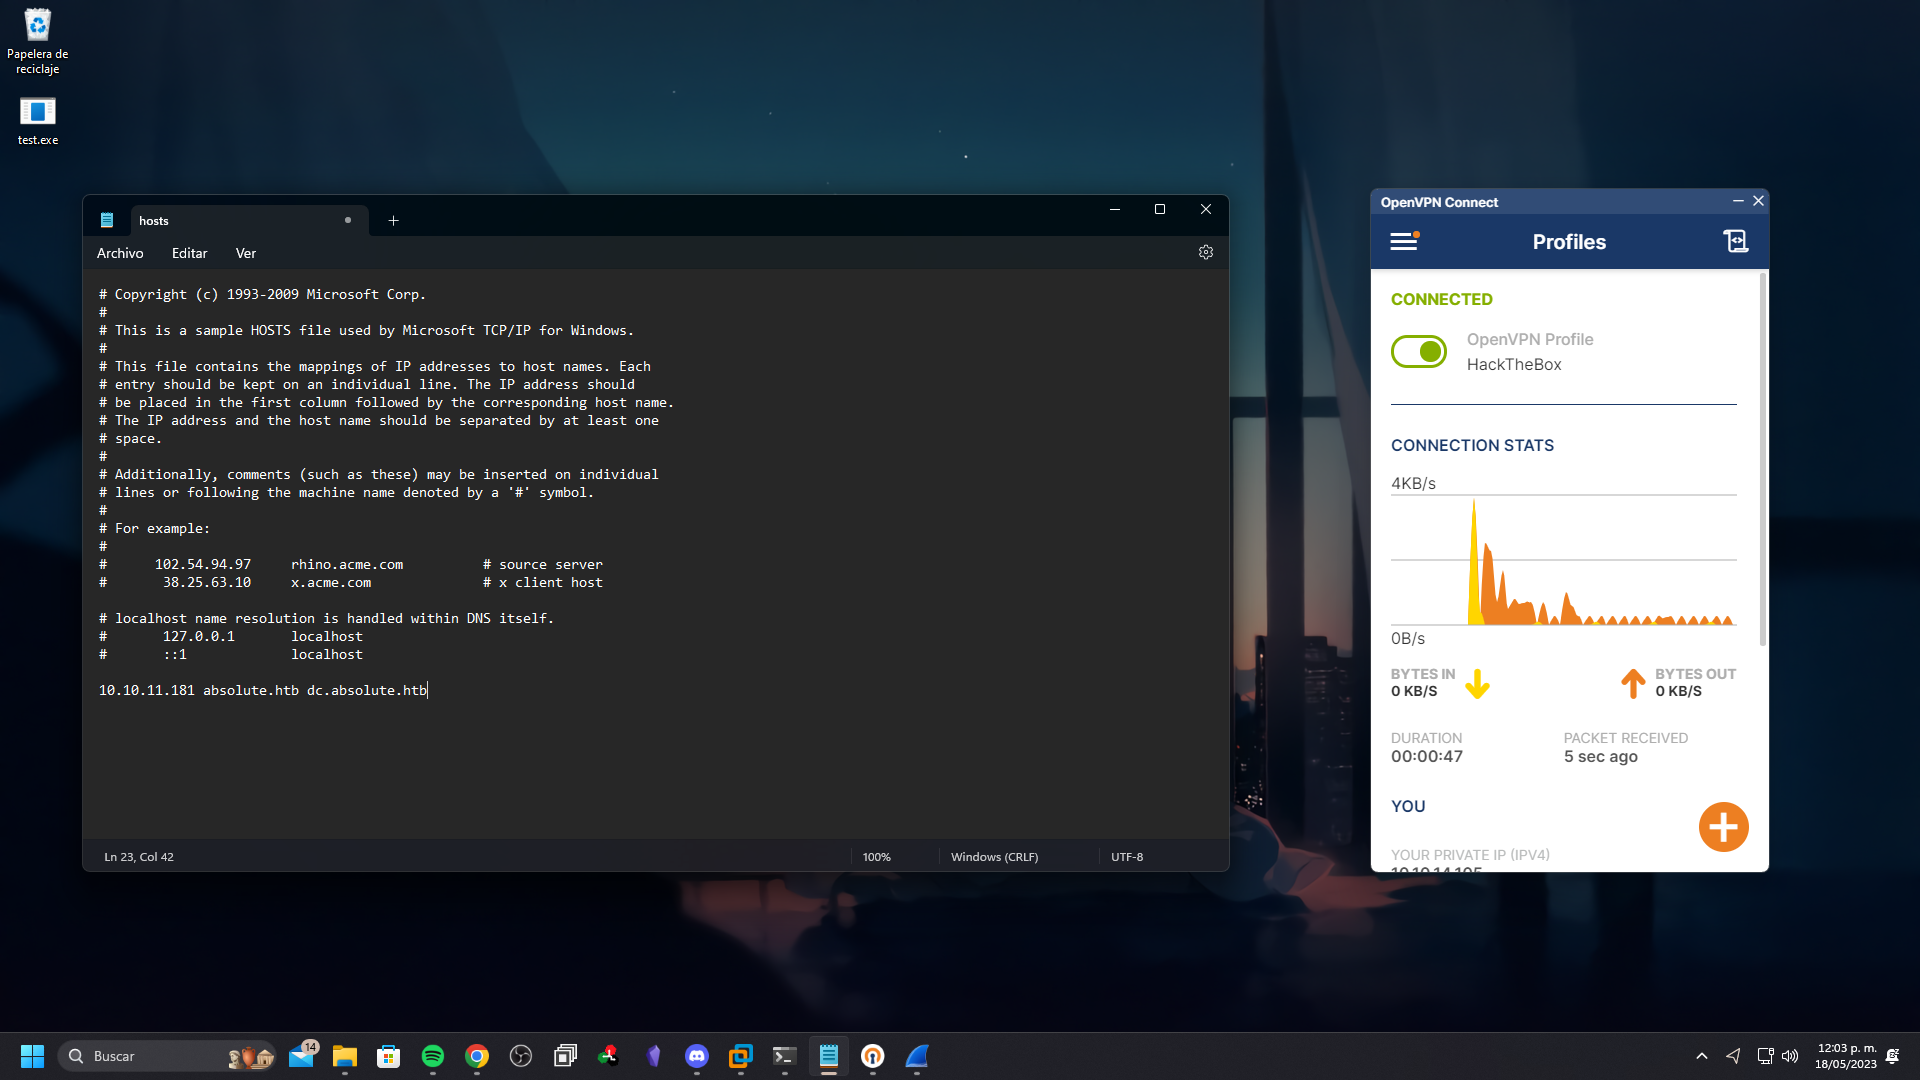 Papelera de
reciclaje
test.exe
hosts
Archivo Editar Ver
# Copyright (c) 1993-2009 Microsoft Corp.
#
# This is a sample HOSTS file used by Microsoft TCP/IP for Windows.
#
# This file contains the mappings of IP addresses to host names. Each
# entry should be kept on an individual line. The IP address should
# be placed in the first column followed by the corresponding host name.
# The IP address and the host name should be separated by at least one
# space.
#
# Additionally, comments (such as these) may be inserted on individual
# lines or following the machine name denoted by a '#' symbol.
#
# For example:
#
#      102.54.94.97     rhino.acme.com          # source server
#       38.25.63.10     x.acme.com              # x client host
# localhost name resolution is handled within DNS itself.
#       127.0.0.1       localhost
#       ::1             localhost
10.10.11.181 absolute.htb dc.absolute.htb
Ln 23, Col 42 100% Windows (CRLF) UTF-8
OpenVPN Connect
Profiles
CONNECTED
OpenVPN Profile
HackTheBox
CONNECTION STATS
4KB/s
0B/s
BYTES IN
0 KB/S
BYTES OUT
0 KB/S
DURATION
00:00:47
PACKET RECEIVED
5 sec ago
YOU
YOUR PRIVATE IP (IPV4)
Buscar
14
12:03 p. m.
18/05/2023